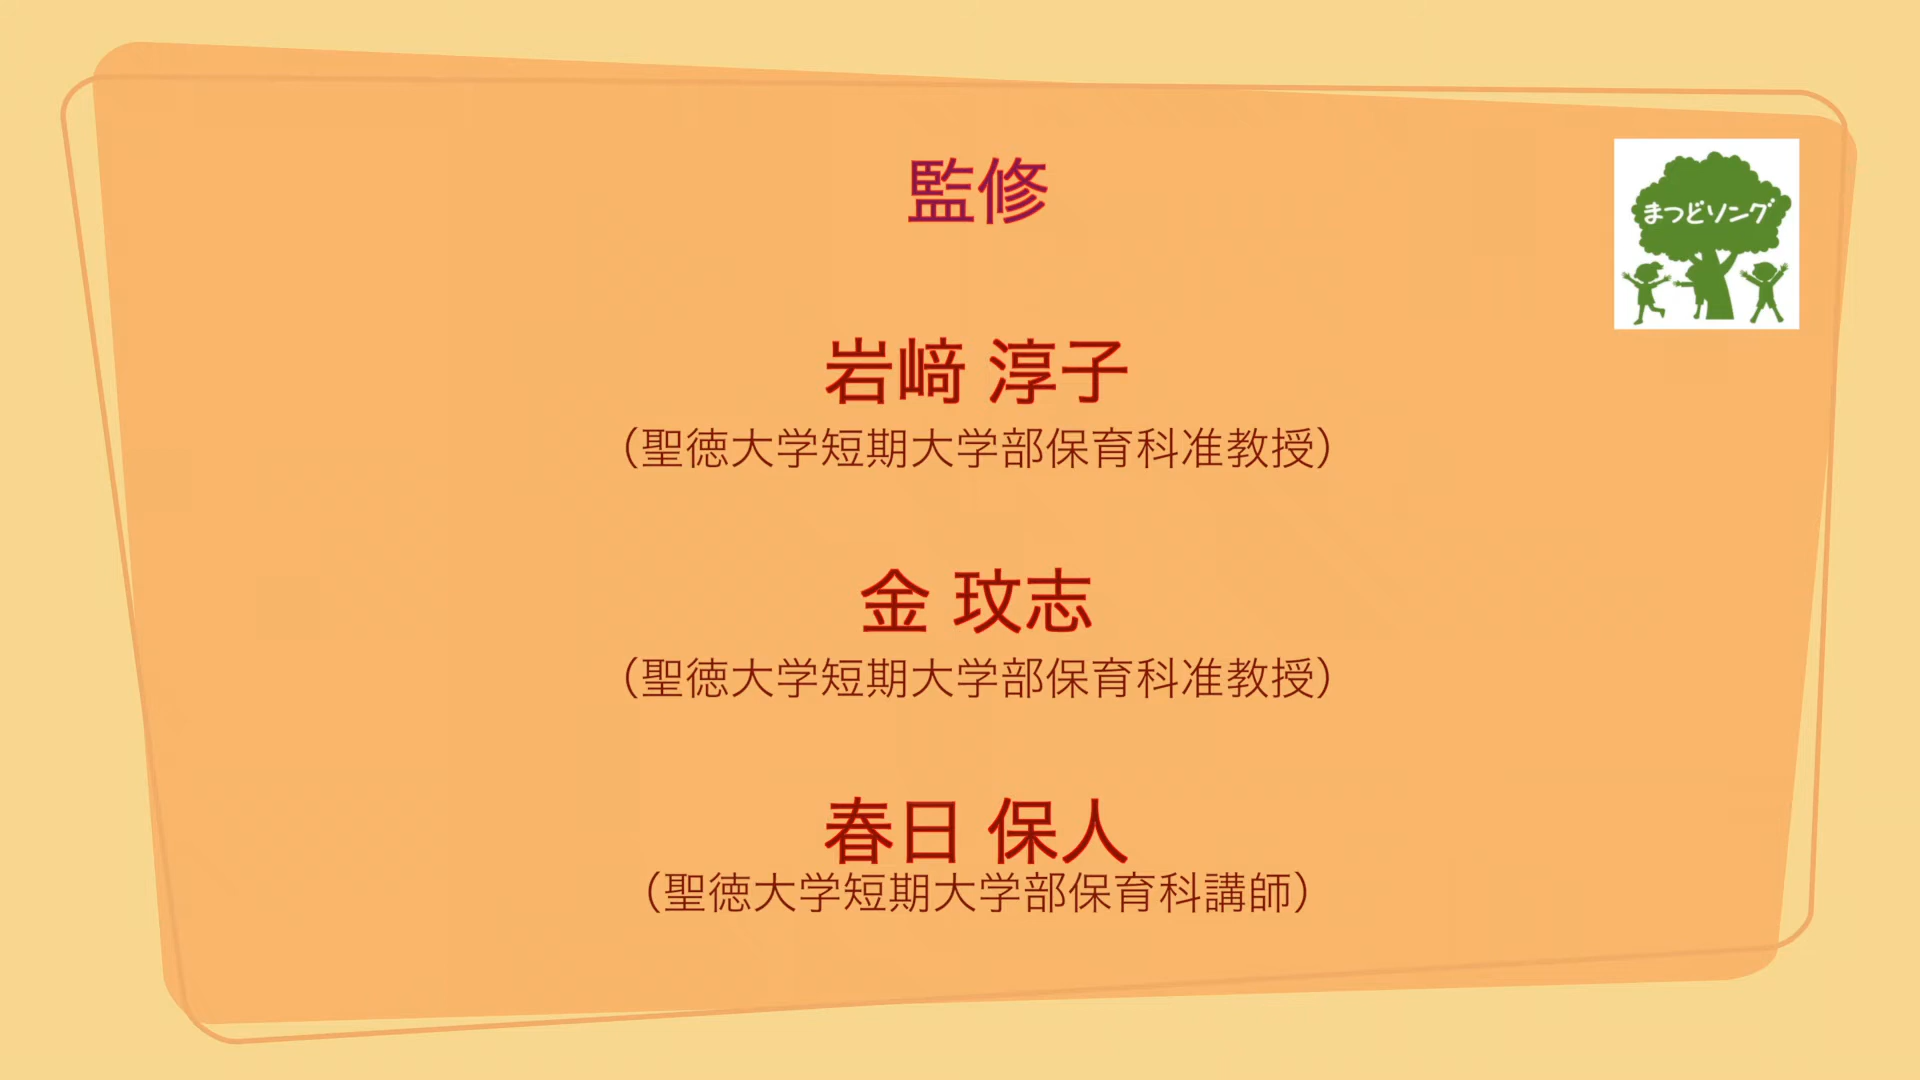 監修
まつどソング
岩﨑 淳子
（聖徳大学短期大学部保育科准教授）
金 玟志
（聖徳大学短期大学部保育科准教授）
春日 保人
（聖徳大学短期大学部保育科講師）